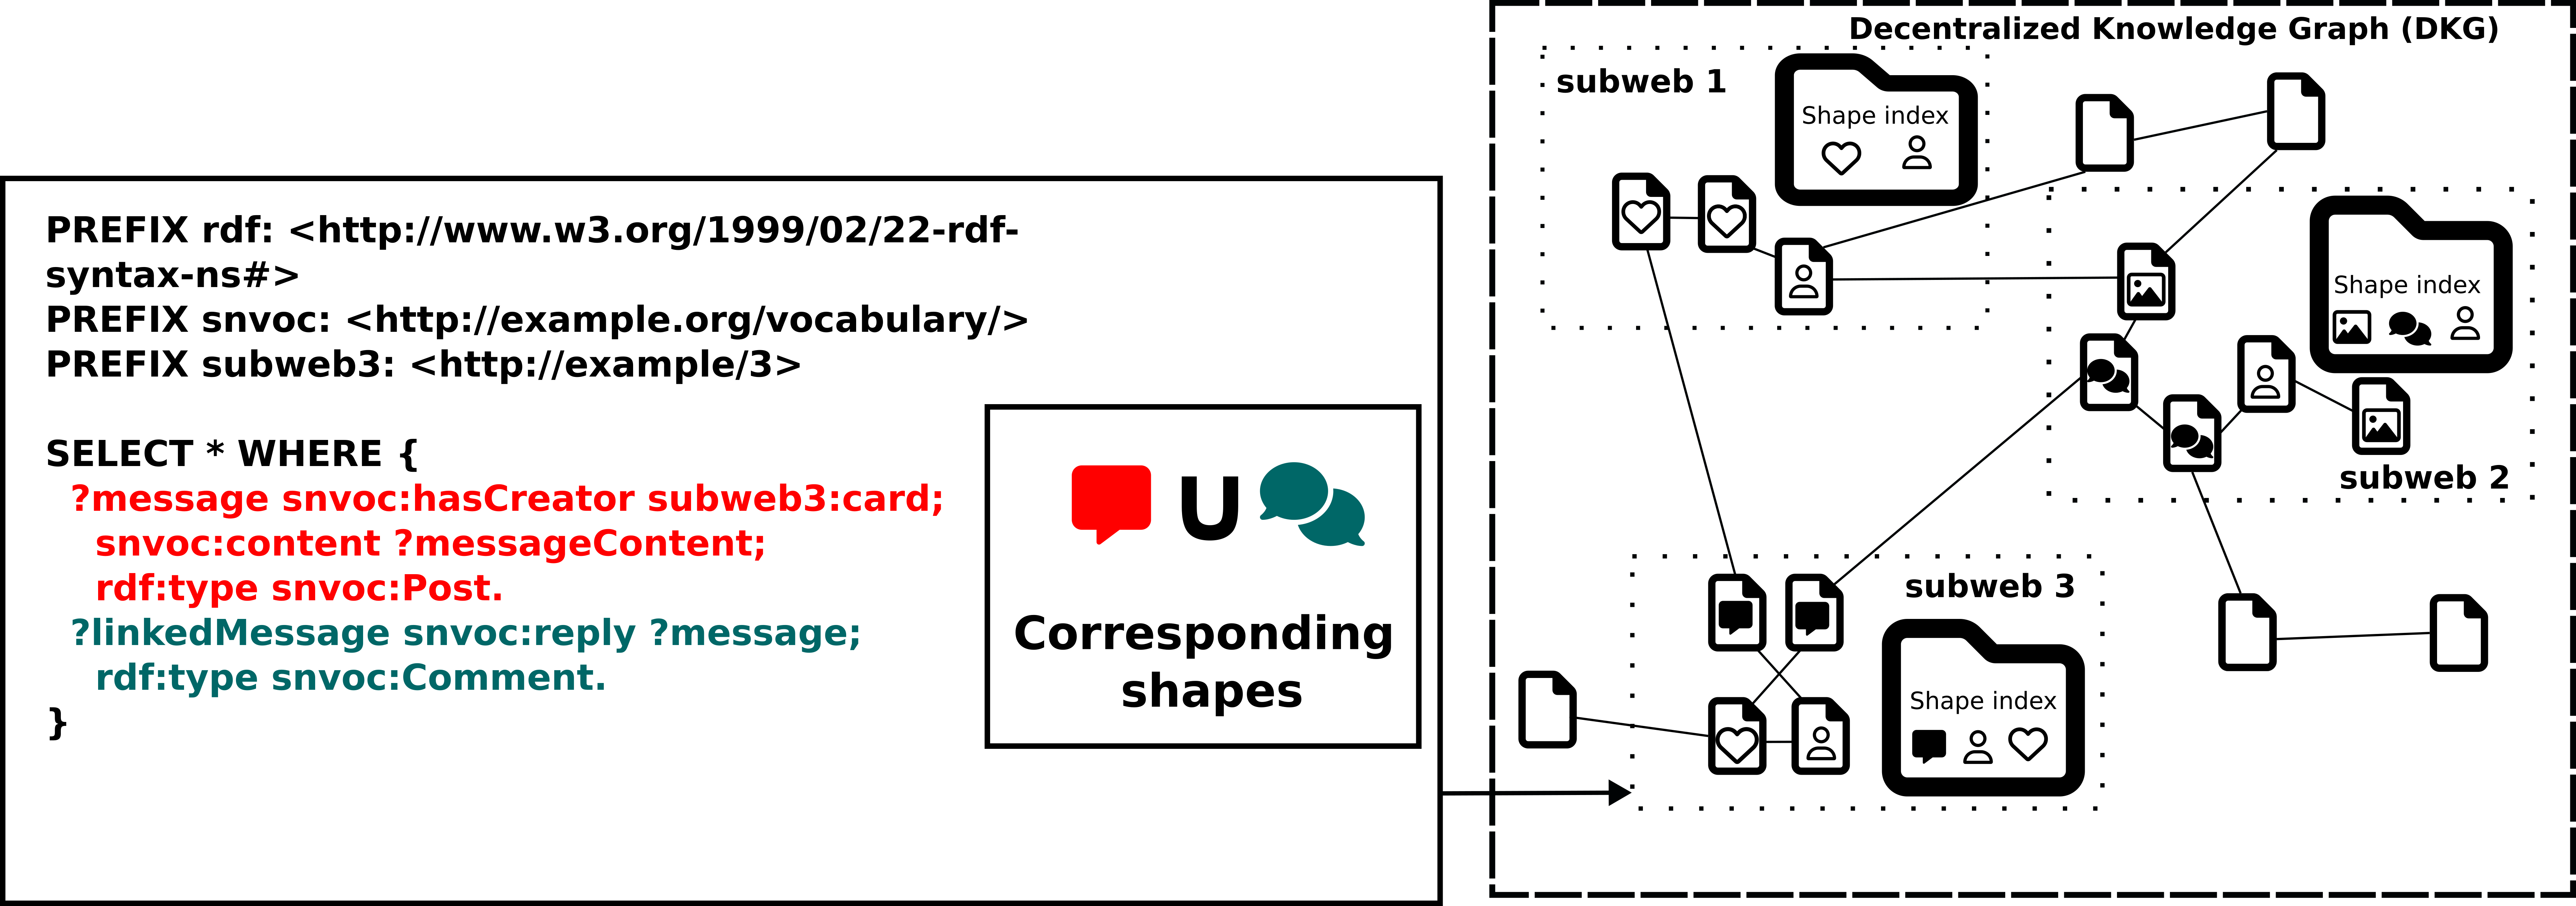 PREFIX rdf: <http://www.w3.org/1999/02/22-rdf-
syntax-ns#>
PREFIX snvoc: <http://example.org/vocabulary/>
PREFIX subweb3: <http://example/3>
SELECT * WHERE {
?message snvoc:hasCreator subweb3:card;
snvoc:content ?messageContent;
rdf:type snvoc:Post.
?linkedMessage snvoc:reply ?message;
rdf:type snvoc:Comment.
}
U
Corresponding
shapes
Decentralized Knowledge Graph (DKG)
subweb 1
Shape index
Shape index
subweb 2
subweb 3
Shape index